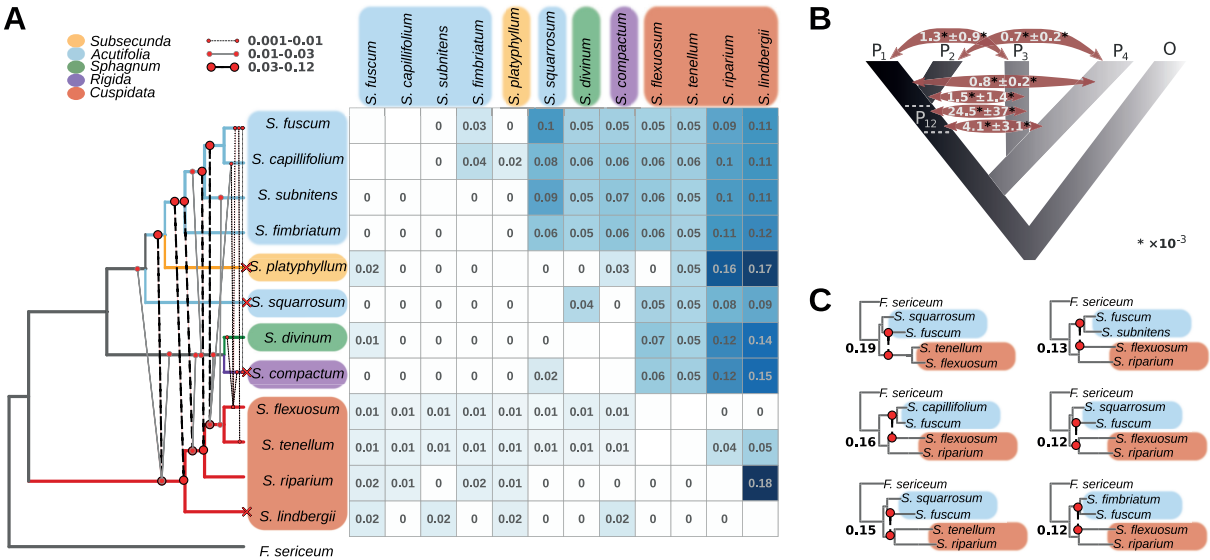 A
Subsecunda
Acutifolia
Sphagnum
Rigida
Cuspidata
0.001-0.01
0.01-0.03
0.03-0.12
S. fuscum
S. capillifolium
S. subnitens
S. fimbriatum
S. platyphyllum
S. squarrosum
S. divinum
S. compactum
S. flexuosum
S. tenellum
S. riparium
S. lindbergii
S. fuscum 0 0.03 0 0.1 0.05 0.05 0.05 0.05 0.09 0.11
S. capillifolium 0 0.04 0.02 0.08 0.06 0.06 0.06 0.06 0.1 0.11
S. subnitens 0 0 0 0 0.09 0.05 0.07 0.06 0.06 0.1 0.11
S. fimbriatum 0 0 0 0 0.06 0.05 0.06 0.06 0.06 0.11 0.12
S. platyphyllum 0.02 0 0 0 0 0 0.03 0 0.05 0.16 0.17
S. squarrosum 0 0 0 0 0 0.04 0 0.05 0.05 0.08 0.09
S. divinum 0.01 0 0 0 0 0 0.07 0.05 0.12 0.14
S. compactum 0 0 0 0 0 0.02 0.06 0.05 0.12 0.15
S. flexuosum 0.01 0.01 0.01 0.01 0.01 0.01 0.01 0.01 0 0
S. tenellum 0.01 0.01 0.01 0.01 0.01 0.01 0.01 0.01 0.04 0.05
S. riparium 0.02 0.01 0 0.02 0.01 0 0 0 0 0 0.18
S. lindbergii 0.02 0 0.02 0 0.02 0 0 0.02 0 0 0
F. sericeum
B
1.3*±0.9* 0.7*±0.2*
P1 P2 P3 P4 O
0.8*±0.2*
1.5*±1.4*
24.5*±3*
P12
4.1*±3.1*
* ×10-3
C
F. sericeum
S. squarrosum
S. fuscum
0.19
S. tenellum
S. flexuosum
F. sericeum
S. fuscum
S. subnitens
0.13
S. flexuosum
S. riparium
F. sericeum
S. capillifolium
S. fuscum
0.16
S. flexuosum
S. riparium
F. sericeum
S. squarrosum
S. fuscum
0.12
S. flexuosum
S. riparium
F. sericeum
S. squarrosum
S. fuscum
0.15
S. tenellum
S. riparium
F. sericeum
S. fimbriatum
S. fuscum
0.12
S. flexuosum
S. riparium